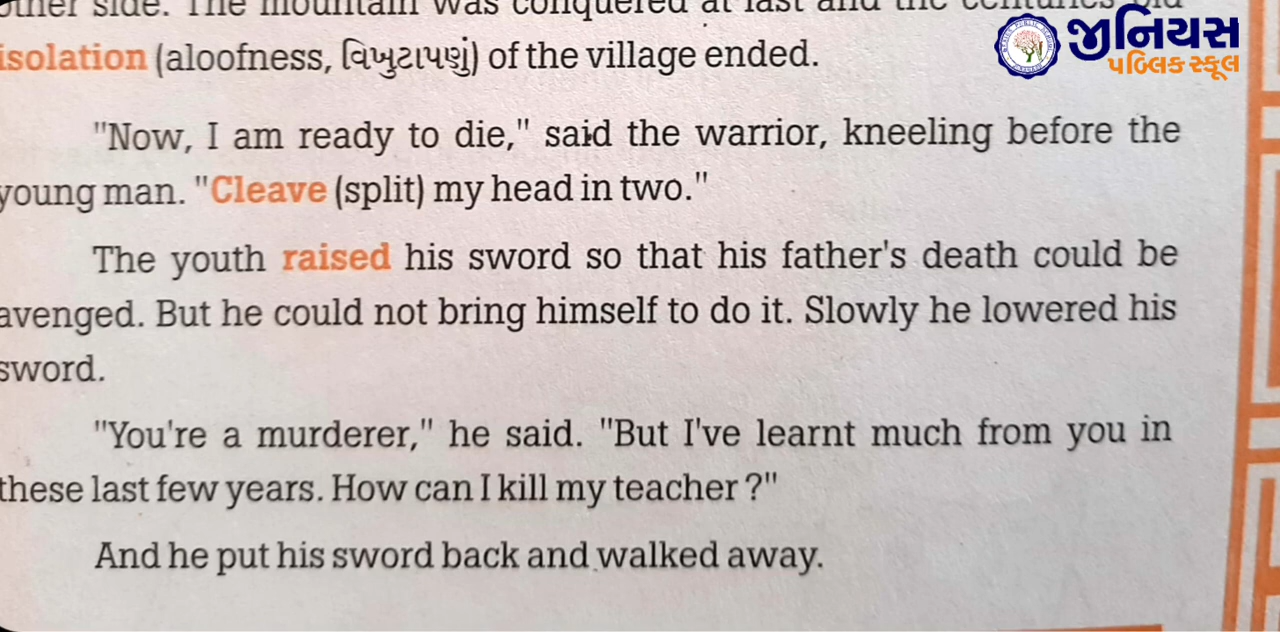 other side. The mountain was conquered at last and the centuries old
જીનિયસ
પબ્લિક સ્કૂલ
isolation (aloofness, વિખુટાપણું) of the village ended.
"Now, I am ready to die," said the warrior, kneeling before the
young man. "Cleave (split) my head in two."
The youth raised his sword so that his father's death could be
avenged. But he could not bring himself to do it. Slowly he lowered his
sword.
"You're a murderer," he said. "But I've learnt much from you in
these last few years. How can I kill my teacher ?"
And he put his sword back and walked away.